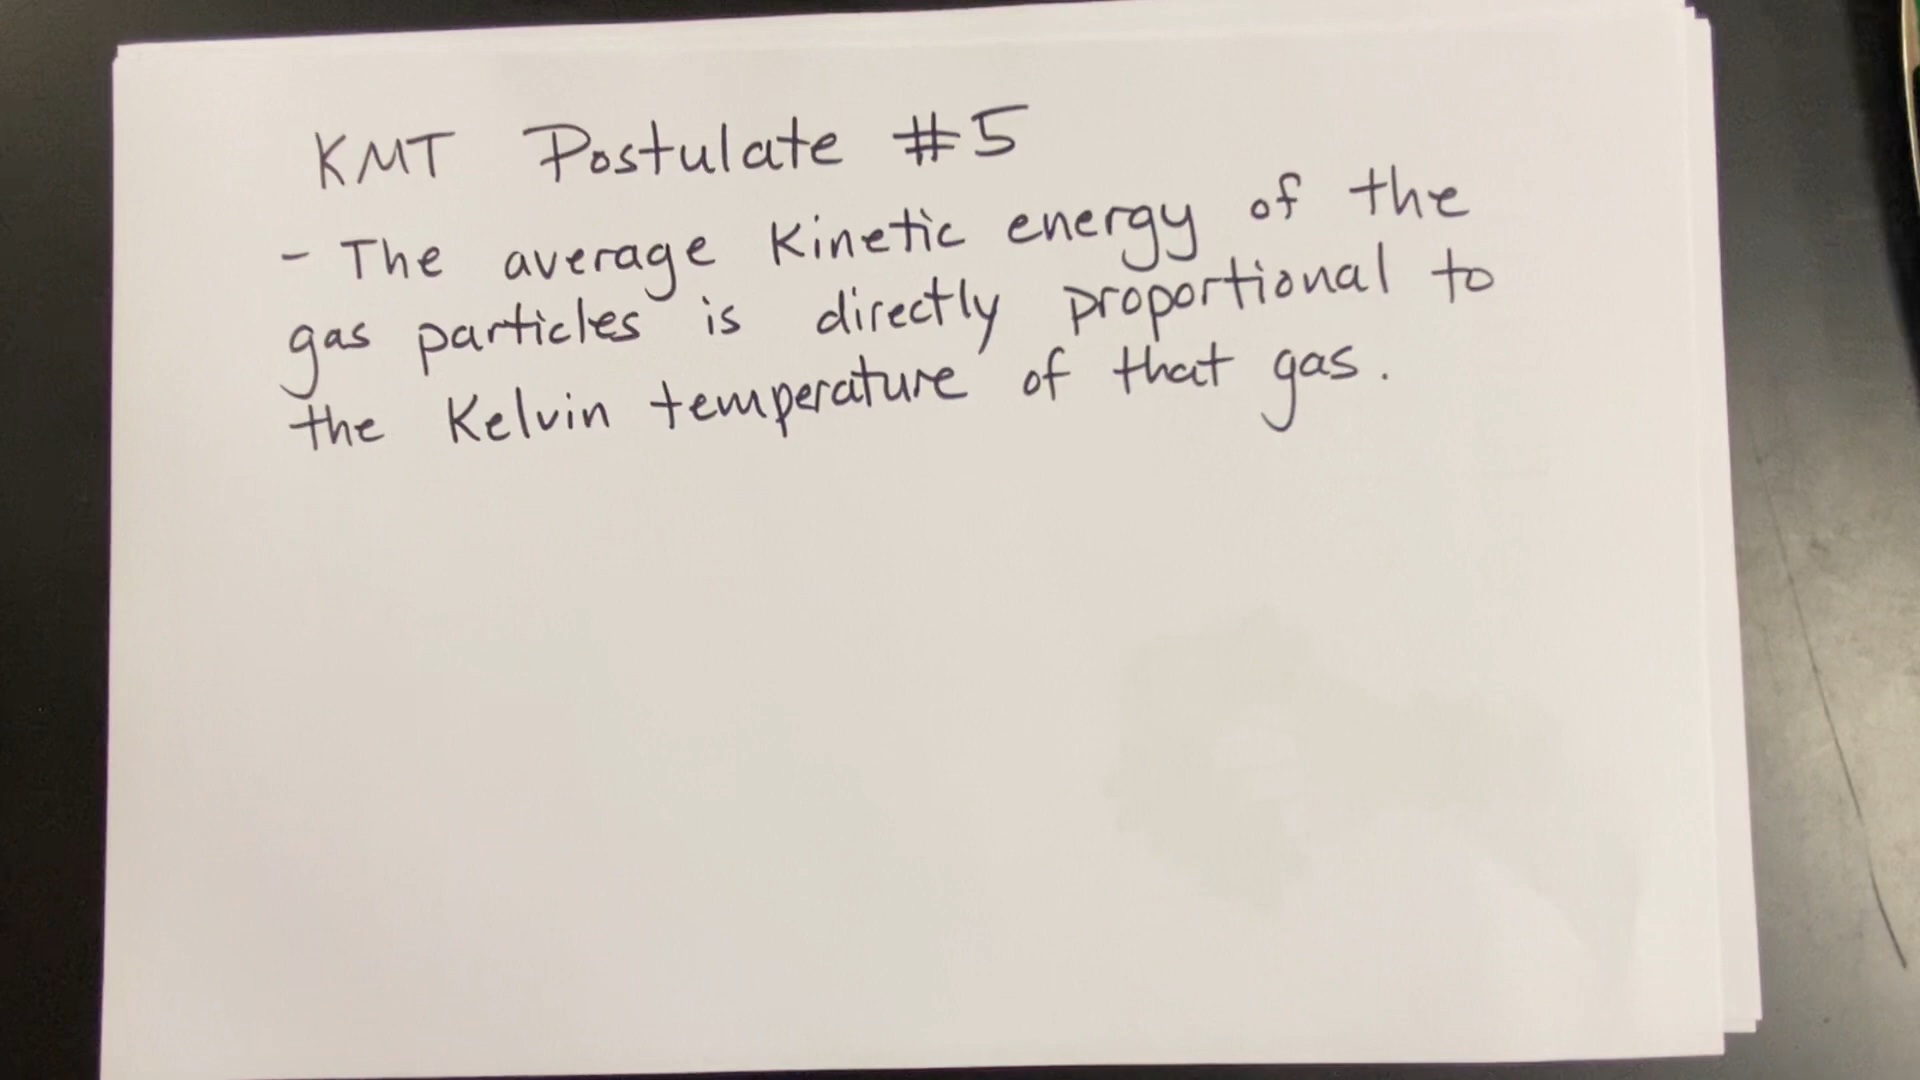 KMT Postulate #5
- The average Kinetic energy of the
gas particles is directly proportional to
the Kelvin temperature of that gas.